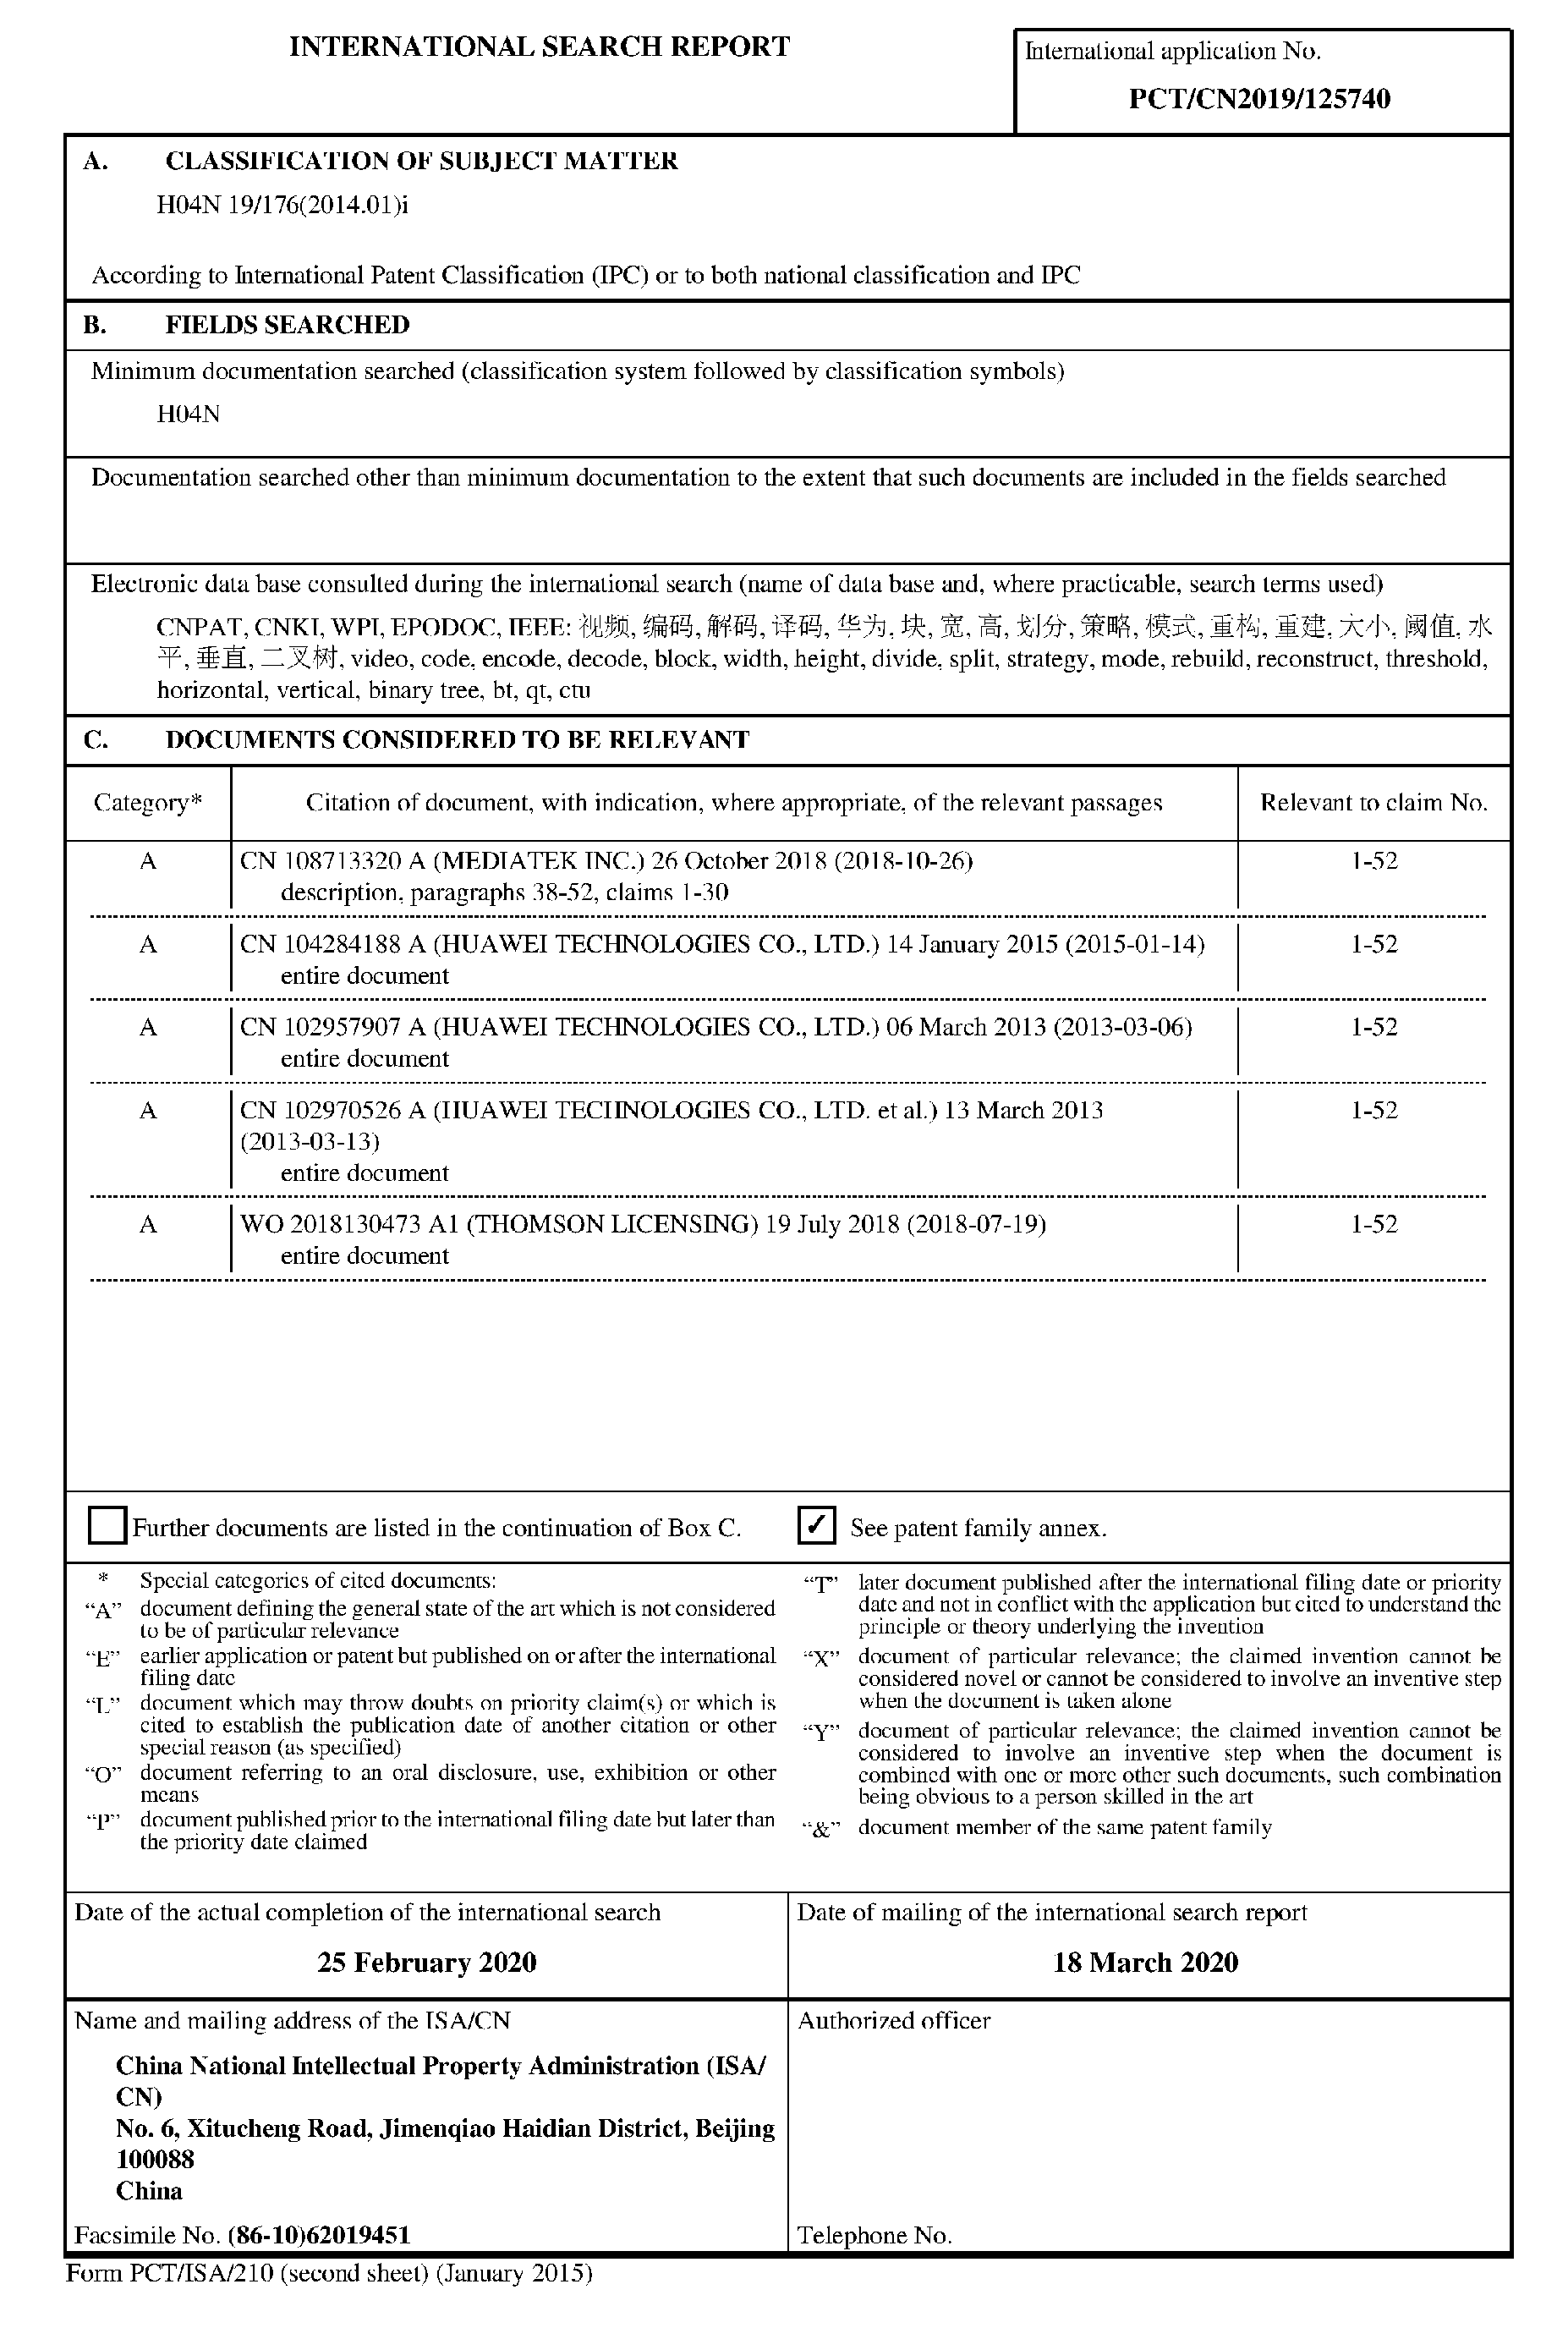 INTERNATIONAL SEARCH REPORT
International application No.
PCT/CN2019/125740
A. CLASSIFICATION OF SUBJECT MATTER
H04N 19/176(2014.01)i
According to International Patent Classification (IPC) or to both national classification and IPC
B. FIELDS SEARCHED
Minimum documentation searched (classification system followed by classification symbols)
H04N
Documentation searched other than minimum documentation to the extent that such documents are included in the fields searched
Electronic data base consulted during the international search (name of data base and, where practicable, search terms used)
CNPAT, CNKI, WPI, EPODOC, IEEE: 视频, 编码, 解码, 译码, 华为, 块, 宽, 高, 划分, 策略, 模式, 重构, 重建, 大小, 阈值, 水
平, 垂直, 二叉树, video, code, encode, decode, block, width, height, divide, split, strategy, mode, rebuild, reconstruct, threshold,
horizontal, vertical, binary tree, bt, qt, ctu
C. DOCUMENTS CONSIDERED TO BE RELEVANT
Category* Citation of document, with indication, where appropriate, of the relevant passages Relevant to claim No.
A CN 108713320 A (MEDIATEK INC.) 26 October 2018 (2018-10-26) 1-52
description, paragraphs 38-52, claims 1-30
A CN 104284188 A (HUAWEI TECHNOLOGIES CO., LTD.) 14 January 2015 (2015-01-14) 1-52
entire document
A CN 102957907 A (HUAWEI TECHNOLOGIES CO., LTD.) 06 March 2013 (2013-03-06) 1-52
entire document
A CN 102970526 A (HUAWEI TECHNOLOGIES CO., LTD. et al.) 13 March 2013 1-52
(2013-03-13)
entire document
A WO 2018130473 A1 (THOMSON LICENSING) 19 July 2018 (2018-07-19) 1-52
entire document
Further documents are listed in the continuation of Box C.
✓ See patent family annex.
* Special categories of cited documents:
“A” document defining the general state of the art which is not considered
to be of particular relevance
“E” earlier application or patent but published on or after the international
filing date
“L” document which may throw doubts on priority claim(s) or which is
cited to establish the publication date of another citation or other
special reason (as specified)
“O” document referring to an oral disclosure, use, exhibition or other
means
“P” document published prior to the international filing date but later than
the priority date claimed
“T” later document published after the international filing date or priority
date and not in conflict with the application but cited to understand the
principle or theory underlying the invention
“X” document of particular relevance; the claimed invention cannot be
considered novel or cannot be considered to involve an inventive step
when the document is taken alone
“Y” document of particular relevance; the claimed invention cannot be
considered to involve an inventive step when the document is
combined with one or more other such documents, such combination
being obvious to a person skilled in the art
“&” document member of the same patent family
Date of the actual completion of the international search
25 February 2020
Date of mailing of the international search report
18 March 2020
Name and mailing address of the ISA/CN
China National Intellectual Property Administration (ISA/
CN)
No. 6, Xitucheng Road, Jimenqiao Haidian District, Beijing
100088
China
Facsimile No. (86-10)62019451
Authorized officer
Telephone No.
Form PCT/ISA/210 (second sheet) (January 2015)